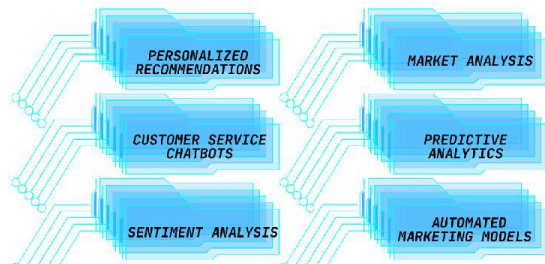 PERSONALIZED
RECOMMENDATIONS
MARKET ANALYSIS
CUSTOMER SERVICE
CHATBOTS
PREDICTIVE
ANALYTICS
SENTIMENT ANALYSIS
AUTOMATED
MARKETING MODELS